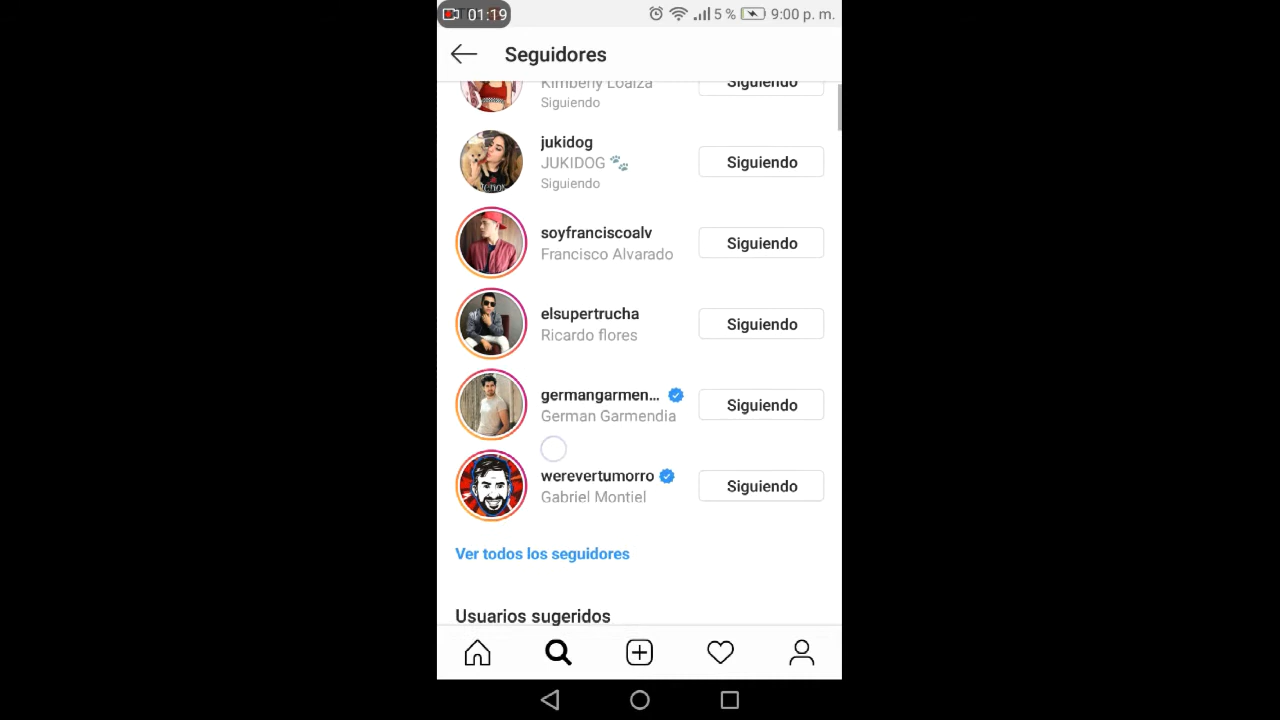 01:19
5 %
9:00 p. m.
Seguidores
Kimberly Loaiza
Siguiendo
Siguiendo
jukidog
JUKIDOG 🐾
Siguiendo
Siguiendo
soyfranciscoalv
Francisco Alvarado
Siguiendo
elsupertrucha
Ricardo flores
Siguiendo
germangarmen...
German Garmendia
Siguiendo
werevertumorro
Gabriel Montiel
Siguiendo
Ver todos los seguidores
Usuarios sugeridos